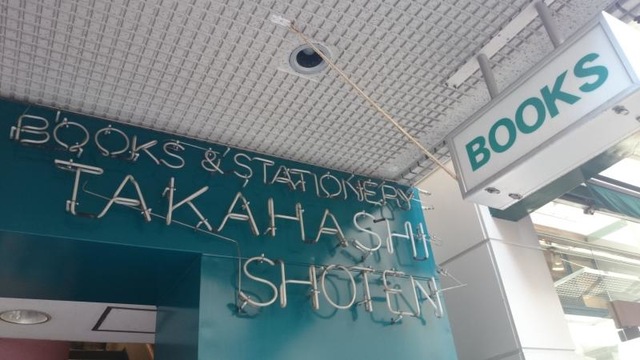 BOOKS & STATIONERY
TAKAHASHI
SHOTEN
BOOKS